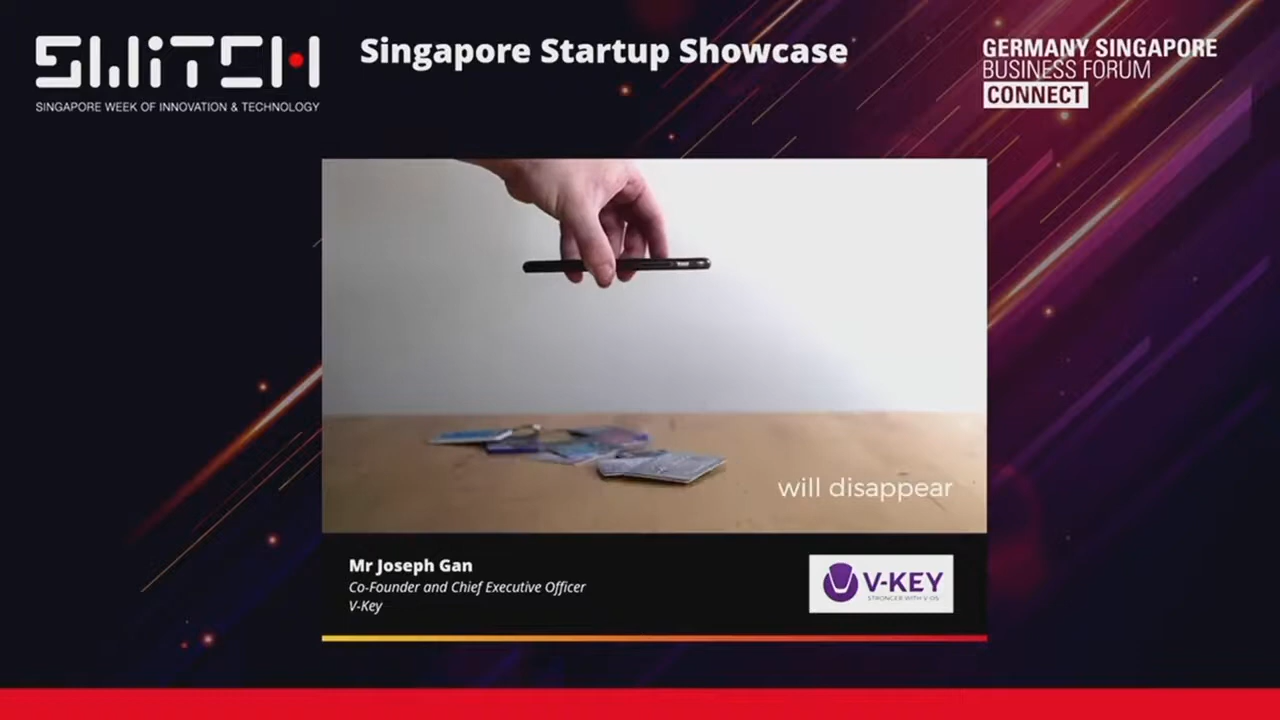 SWITCH
SINGAPORE WEEK OF INNOVATION & TECHNOLOGY
Singapore Startup Showcase
GERMANY SINGAPORE
BUSINESS FORUM
CONNECT
will disappear
Mr Joseph Gan
Co-Founder and Chief Executive Officer
V-Key
V-KEY
STRONGER WITH V-OS